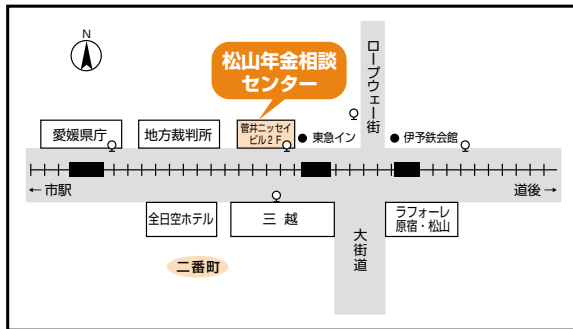 N
松山年金相談
センター
ロープウェー街
愛媛県庁
地方裁判所
菅井ニッセイ
ビル2F
東急イン
伊予鉄会館
←市駅
道後→
全日空ホテル
三越
大街道
ラフォーレ
原宿・松山
二番町